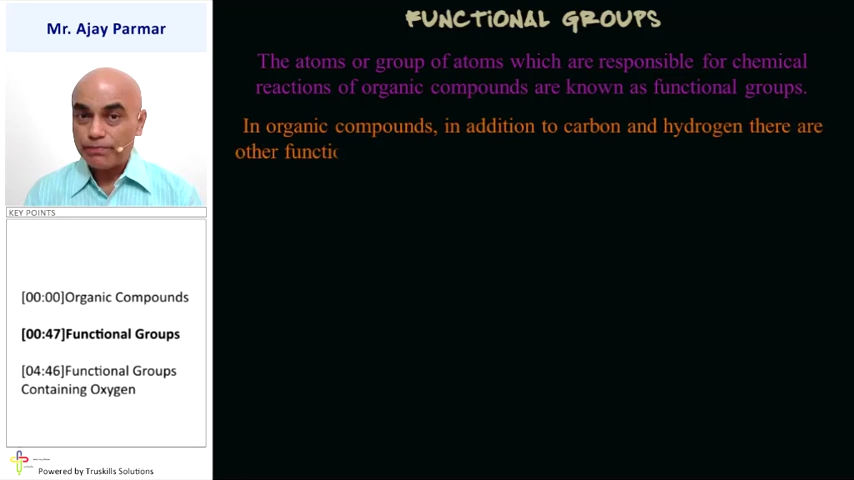 Mr. Ajay Parmar
FUNCTIONAL GROUPS
The atoms or group of atoms which are responsible for chemical
reactions of organic compounds are known as functional groups.
In organic compounds, in addition to carbon and hydrogen there are
other functi
KEY POINTS
[00:00]Organic Compounds
[00:47]Functional Groups
[04:46]Functional Groups
Containing Oxygen
Powered by Truskills Solutions